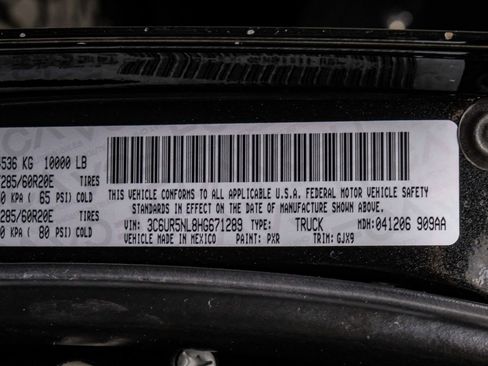 536 KG 10000 LB
285/60R20E TIRES
0 KPA ( 65 PSI) COLD
285/60R20E TIRES
0 KPA ( 80 PSI) COLD
THIS VEHICLE CONFORMS TO ALL APPLICABLE U.S.A. FEDERAL MOTOR VEHICLE SAFETY
STANDARDS IN EFFECT ON THE DATE OF MANUFACTURE SHOWN ABOVE.
VIN: 3C6UR5NL8HG671289 TYPE: TRUCK MDH: 041206 909AA
VEHICLE MADE IN MEXICO PAINT: PXR TRIM: GJX9